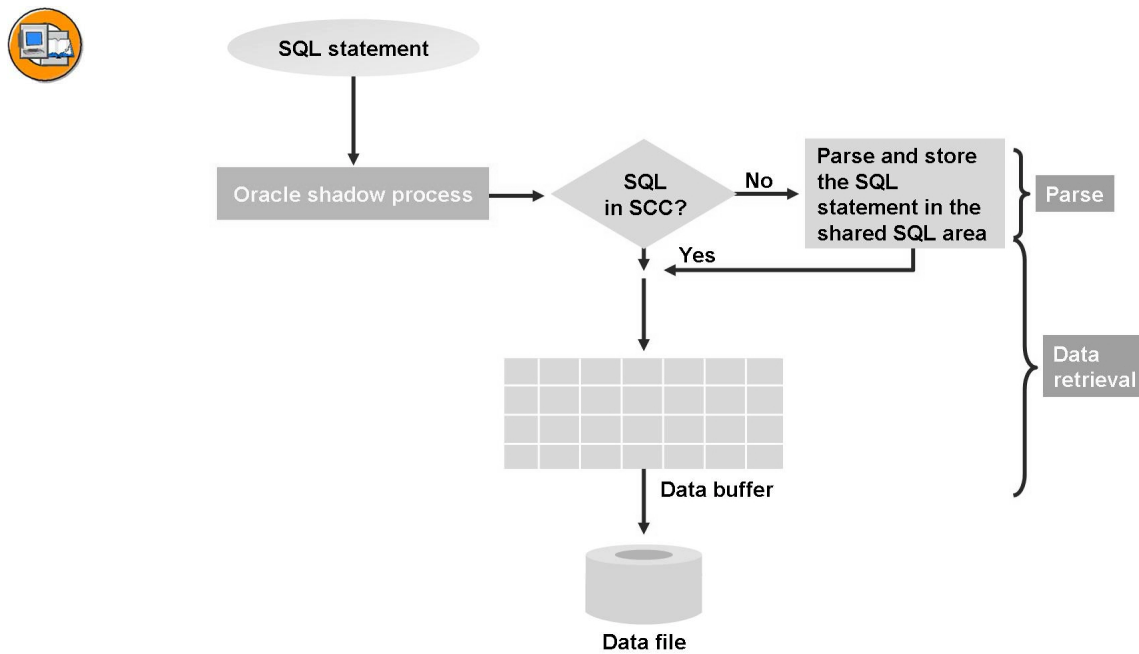 SQL statement
Oracle shadow process
SQL
in SCC?
No
Parse and store
the SQL
statement in the
shared SQL area
Parse
Yes
Data
retrieval
Data buffer
Data file